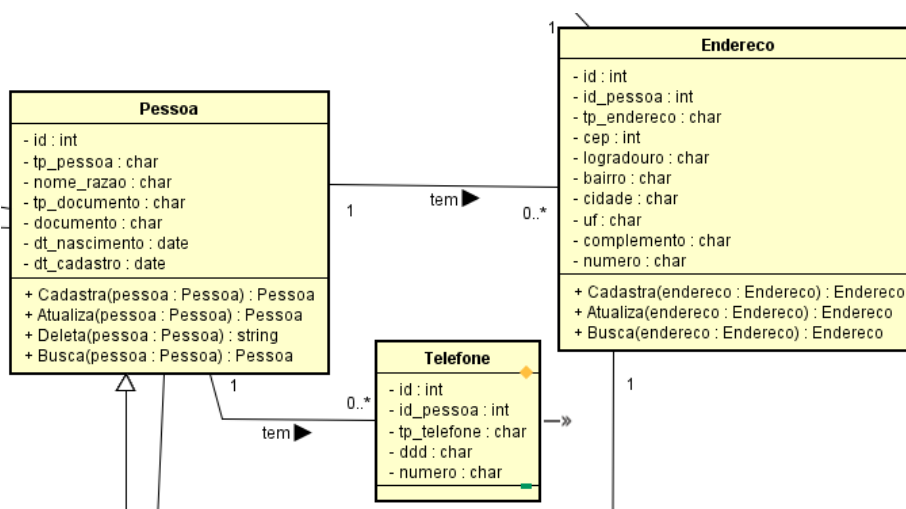 1
Endereco
- id : int
- id_pessoa : int
- tp_endereco : char
- cep : int
- logradouro : char
- bairro : char
- cidade : char
- uf : char
- complemento : char
- numero : char
+ Cadastra(endereco : Endereco) : Endereco
+ Atualiza(endereco : Endereco) : Endereco
+ Busca(endereco : Endereco) : Endereco
Pessoa
- id : int
- tp_pessoa : char
- nome_razao : char
- tp_documento : char
- documento : char
- dt_nascimento : date
- dt_cadastro : date
+ Cadastra(pessoa : Pessoa) : Pessoa
+ Atualiza(pessoa : Pessoa) : Pessoa
+ Deleta(pessoa : Pessoa) : string
+ Busca(pessoa : Pessoa) : Pessoa
1
tem
0..*
Telefone
- id : int
- id_pessoa : int
- tp_telefone : char
- ddd : char
- numero : char
1
0..*
tem
1